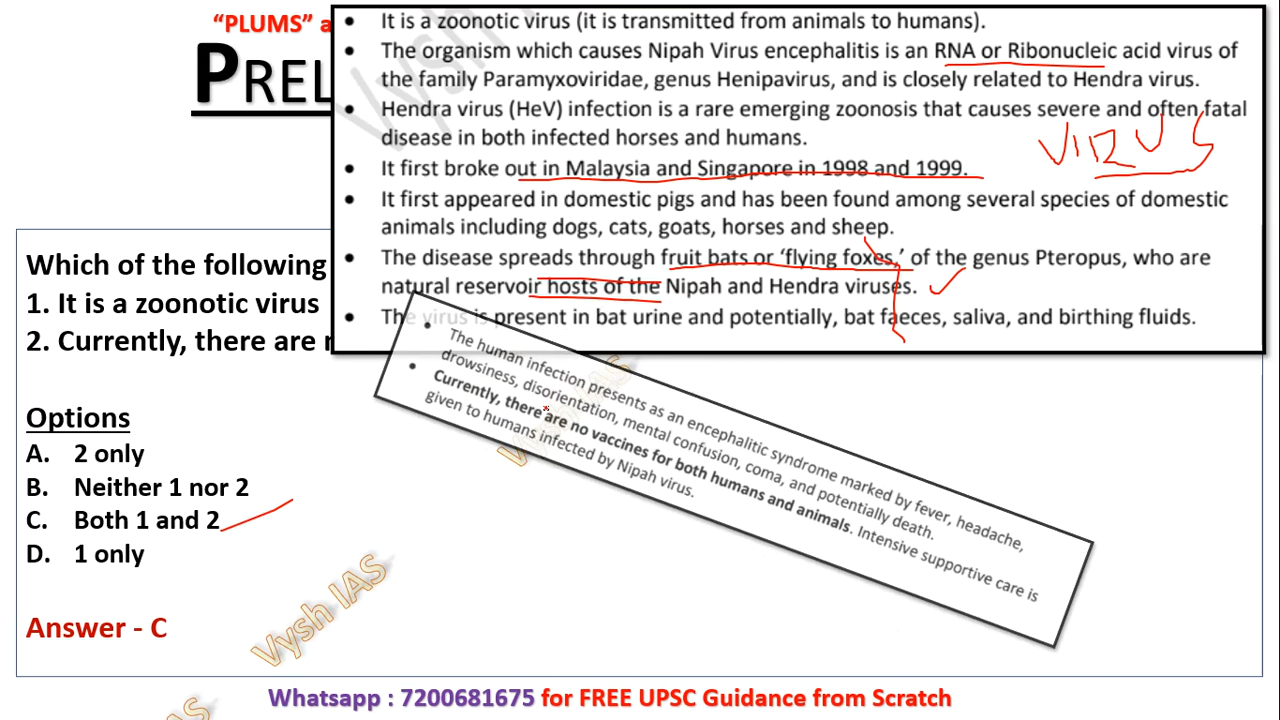 “PLUMS” a
PREL
• It is a zoonotic virus (it is transmitted from animals to humans).
• The organism which causes Nipah Virus encephalitis is an RNA or Ribonucleic acid virus of
the family Paramyxoviridae, genus Henipavirus, and is closely related to Hendra virus.
• Hendra virus (HeV) infection is a rare emerging zoonosis that causes severe and often fatal
disease in both infected horses and humans.
VIRUS
• It first broke out in Malaysia and Singapore in 1998 and 1999.
• It first appeared in domestic pigs and has been found among several species of domestic
animals including dogs, cats, goats, horses and sheep.
• The disease spreads through fruit bats or ‘flying foxes,’ of the genus Pteropus, who are
natural reservoir hosts of the Nipah and Hendra viruses.
• The virus is present in bat urine and potentially, bat faeces, saliva, and birthing fluids.
Vysh
Which of the following
1. It is a zoonotic virus
2. Currently, there are n
• The human infection presents as an encephalitic syndrome marked by fever, headache,
drowsiness, disorientation, mental confusion, coma, and potentially death.
• Currently, there are no vaccines for both humans and animals. Intensive supportive care is
given to humans infected by Nipah virus.
Vysh IAS
Options
A. 2 only
B. Neither 1 nor 2
C. Both 1 and 2
D. 1 only
Answer - C
Vysh IAS
IAS
Whatsapp : 7200681675 for FREE UPSC Guidance from Scratch